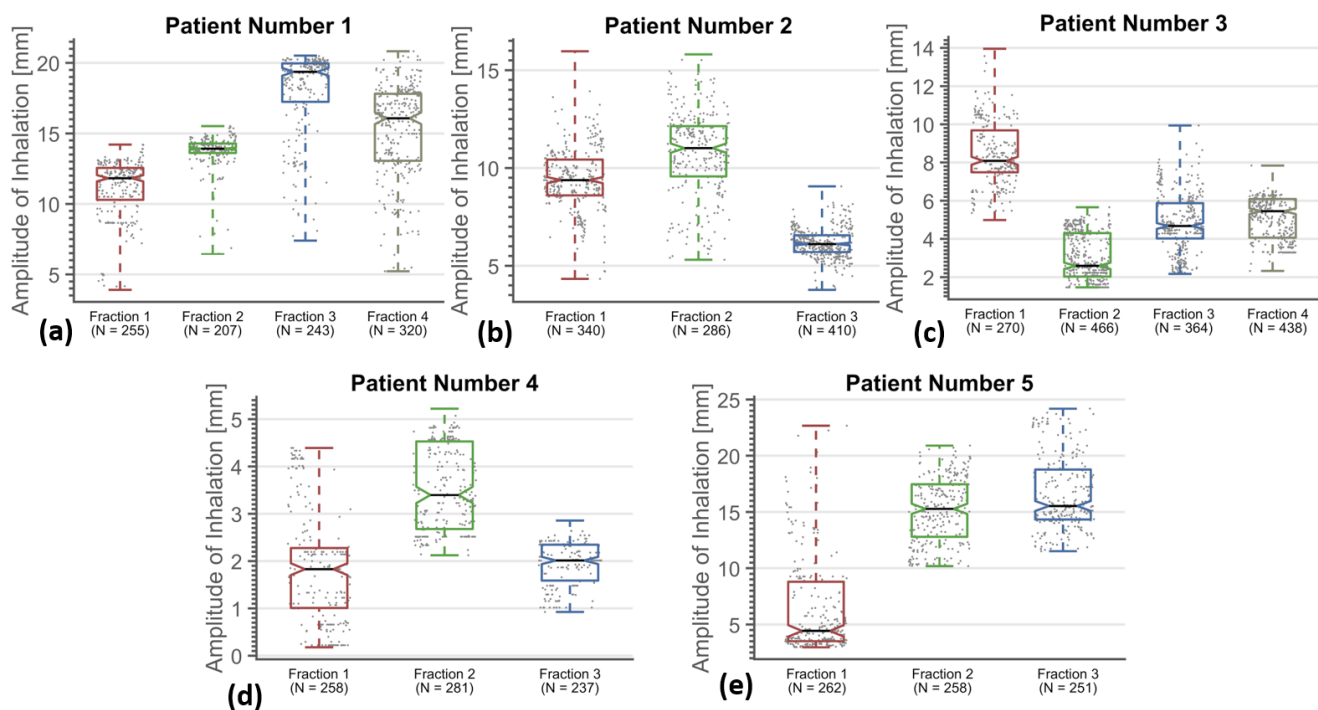 Patient Number 1
Amplitude of Inhalation [mm]
20
15
10
5
Fraction 1
(N = 255)
Fraction 2
(N = 207)
Fraction 3
(N = 243)
Fraction 4
(N = 320)
(a)
Patient Number 2
Amplitude of Inhalation [mm]
15
10
5
Fraction 1
(N = 340)
Fraction 2
(N = 286)
Fraction 3
(N = 410)
(b)
Patient Number 3
Amplitude of Inhalation [mm]
14
12
10
8
6
4
2
Fraction 1
(N = 270)
Fraction 2
(N = 466)
Fraction 3
(N = 364)
Fraction 4
(N = 438)
(c)
Patient Number 4
Amplitude of Inhalation [mm]
5
4
3
2
1
0
Fraction 1
(N = 258)
Fraction 2
(N = 281)
Fraction 3
(N = 237)
(d)
Patient Number 5
Amplitude of Inhalation [mm]
25
20
15
10
5
Fraction 1
(N = 262)
Fraction 2
(N = 258)
Fraction 3
(N = 251)
(e)